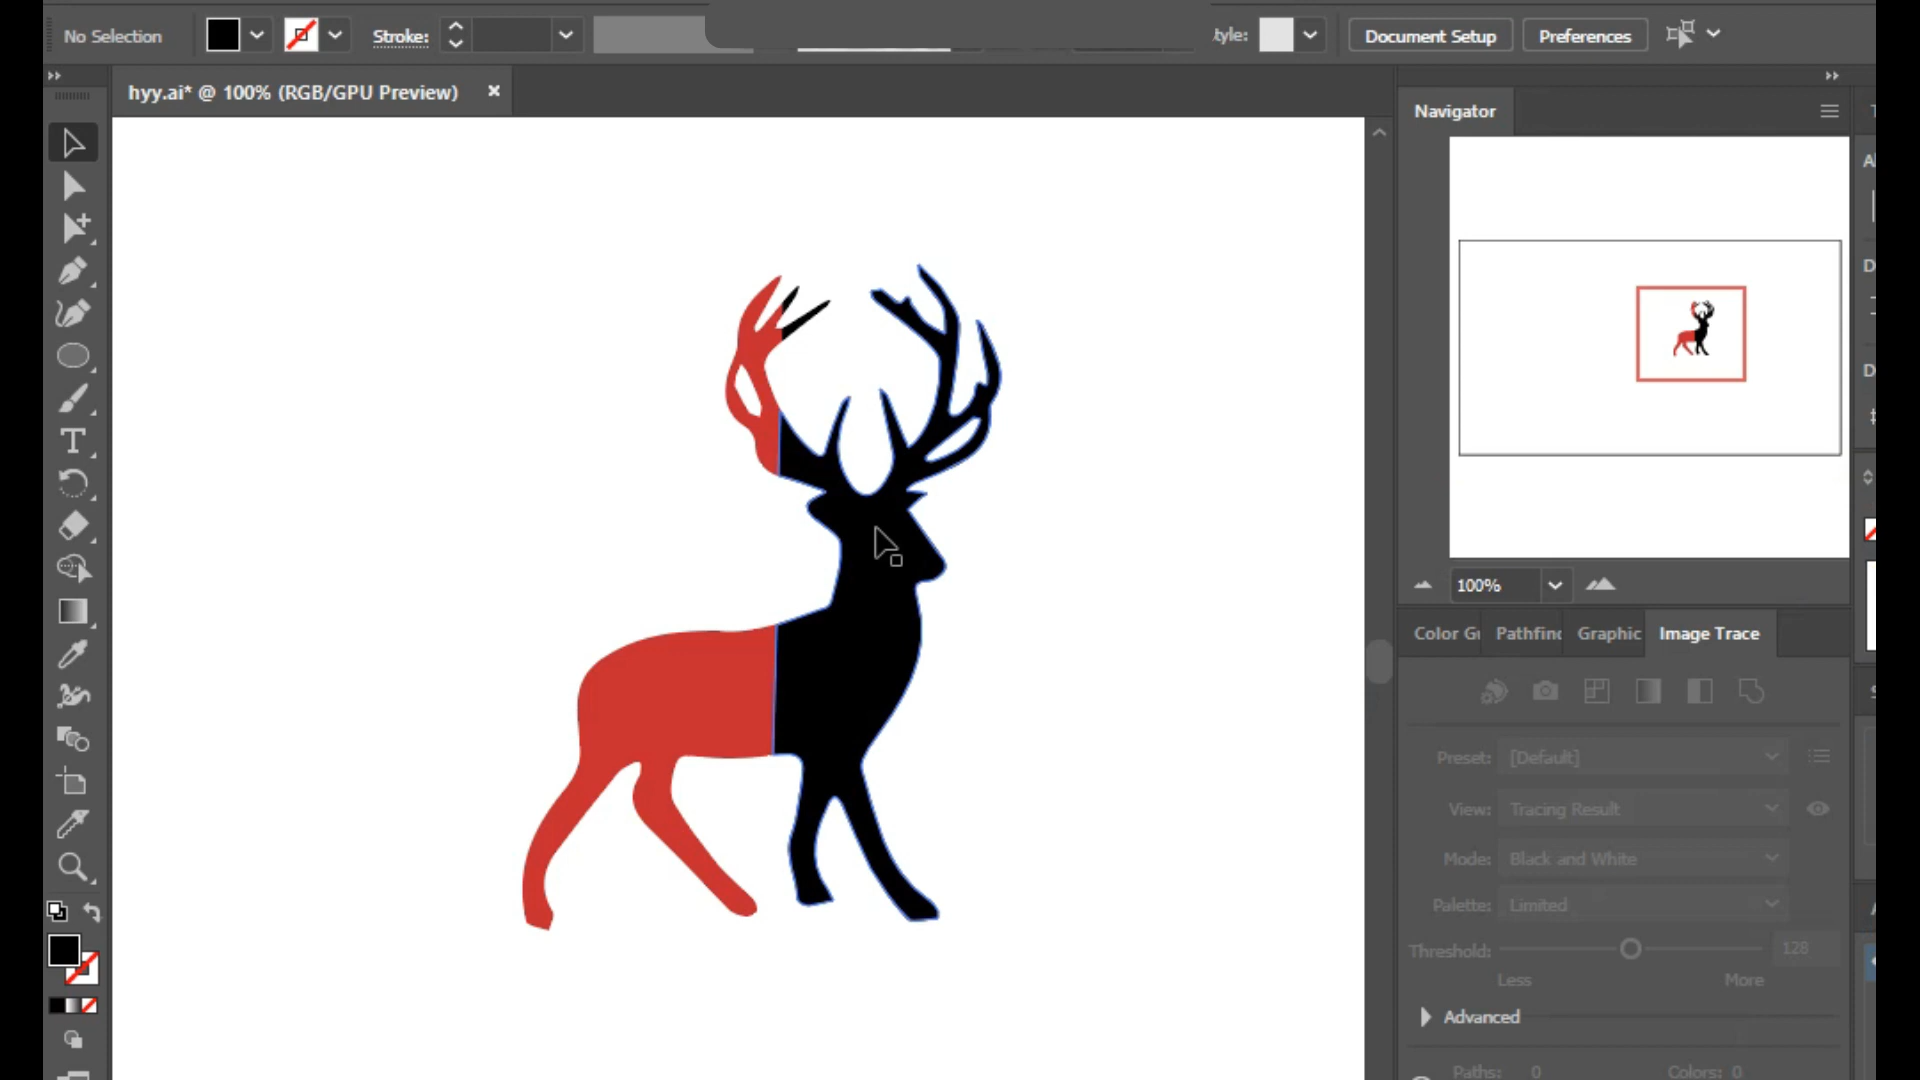 No Selection
Stroke:
tyle:
Document Setup
Preferences
hyy.ai* @ 100% (RGB/GPU Preview)
Navigator
100%
Color Gu
Pathfind
Graphic
Image Trace
Preset: [Default]
View: Tracing Result
Mode: Black and White
Palette: Limited
Threshold: 128
Less More
Advanced
Paths: 0 Colors: 0